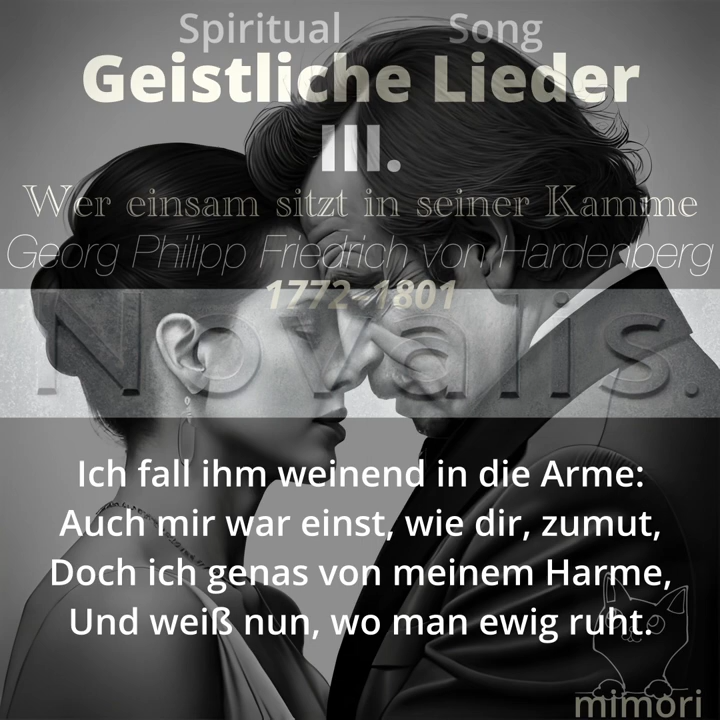 Spiritual Song
Geistliche Lieder
III.
Wer einsam sitzt in seiner Kamme
Georg Philipp Friedrich von Hardenberg
1772-1801
Novalis.
Ich fall ihm weinend in die Arme:
Auch mir war einst, wie dir, zumut,
Doch ich genas von meinem Harme,
Und weiß nun, wo man ewig ruht.
mimori